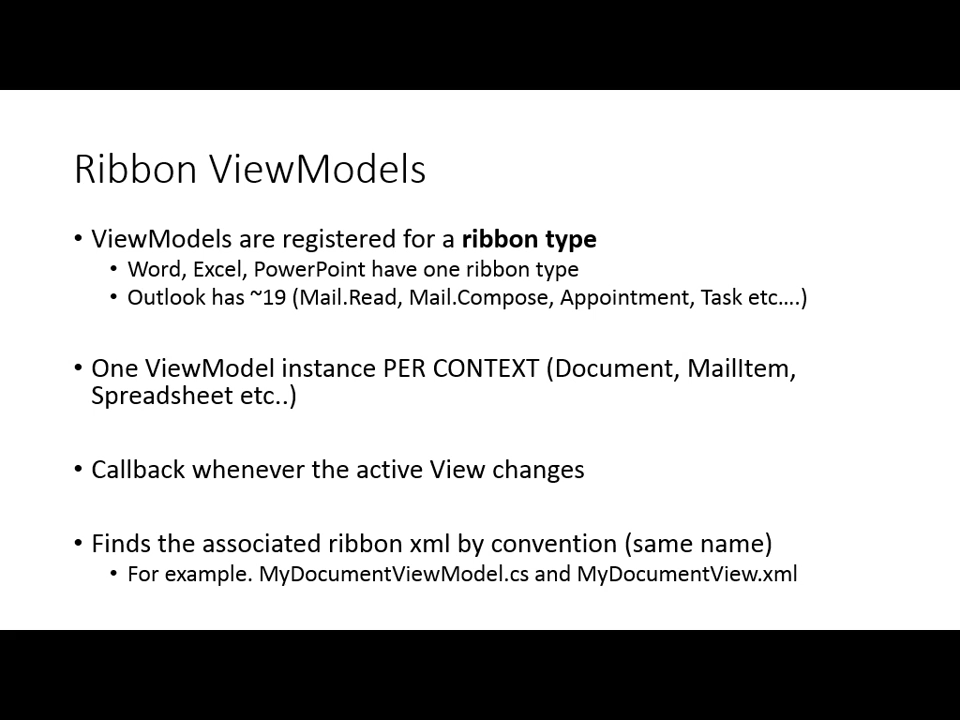 Ribbon ViewModels
• ViewModels are registered for a ribbon type
• Word, Excel, PowerPoint have one ribbon type
• Outlook has ~19 (Mail.Read, Mail.Compose, Appointment, Task etc….)
• One ViewModel instance PER CONTEXT (Document, MailItem,
Spreadsheet etc..)
• Callback whenever the active View changes
• Finds the associated ribbon xml by convention (same name)
• For example. MyDocumentViewModel.cs and MyDocumentView.xml